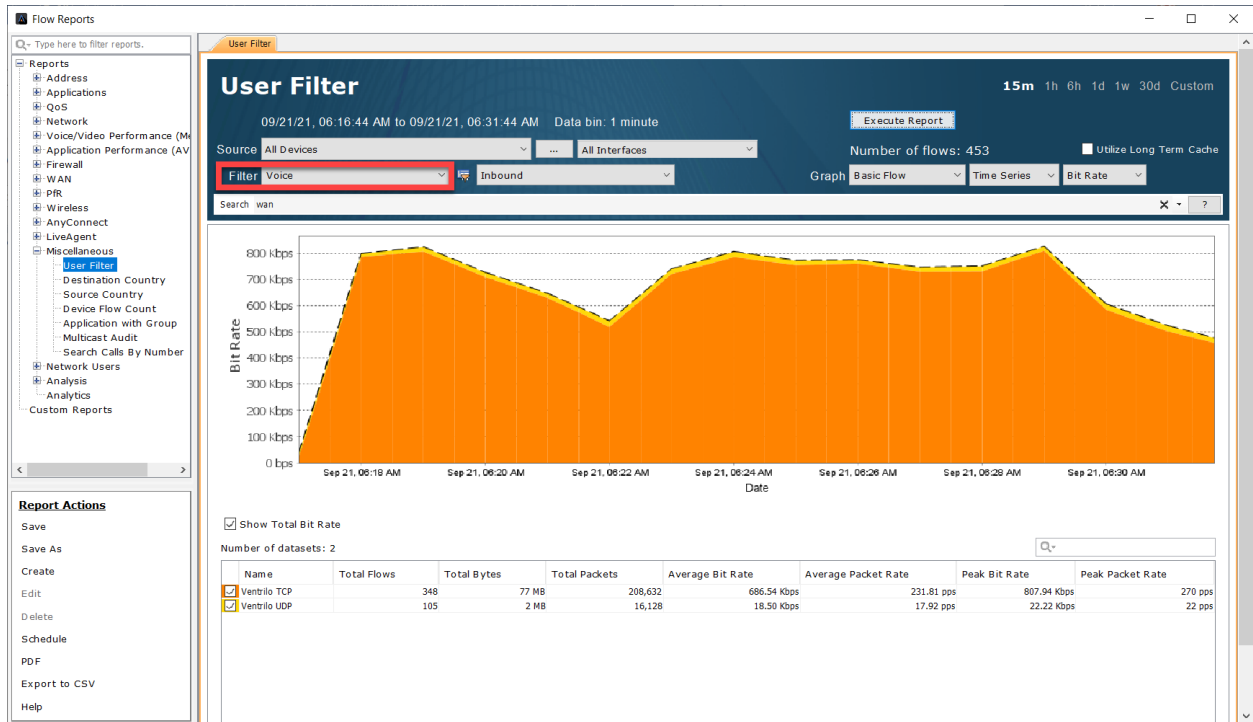 Flow Reports
Type here to filter reports.
Reports
Address
Applications
QoS
Network
Voice/Video Performance (Me
Application Performance (AV
Firewall
WAN
PfR
Wireless
AnyConnect
LiveAgent
Miscellaneous
User Filter
Destination Country
Source Country
Device Flow Count
Application with Group
Multicast Audit
Search Calls By Number
Network Users
Analysis
Analytics
Custom Reports
Report Actions
Save
Save As
Create
Edit
Delete
Schedule
PDF
Export to CSV
Help
User Filter
User Filter
15m 1h 6h 1d 1w 30d Custom
09/21/21, 06:16:44 AM to 09/21/21, 06:31:44 AM Data bin: 1 minute
Execute Report
Source All Devices ... All Interfaces
Number of flows: 453 Utilize Long Term Cache
Filter Voice Inbound
Graph Basic Flow Time Series Bit Rate
Search wan ?
Bit Rate
800 Kbps
700 Kbps
600 Kbps
500 Kbps
400 Kbps
300 Kbps
200 Kbps
100 Kbps
0 bps
Sep 21, 06:18 AM Sep 21, 06:20 AM Sep 21, 06:22 AM Sep 21, 06:24 AM Sep 21, 06:26 AM Sep 21, 06:29 AM Sep 21, 06:30 AM
Date
Show Total Bit Rate
Number of datasets: 2
Name Total Flows Total Bytes Total Packets Average Bit Rate Average Packet Rate Peak Bit Rate Peak Packet Rate
Ventrilo TCP 348 77 MB 208,632 686.54 Kbps 231.81 pps 807.94 Kbps 270 pps
Ventrilo UDP 105 2 MB 16,128 18.50 Kbps 17.92 pps 22.22 Kbps 22 pps